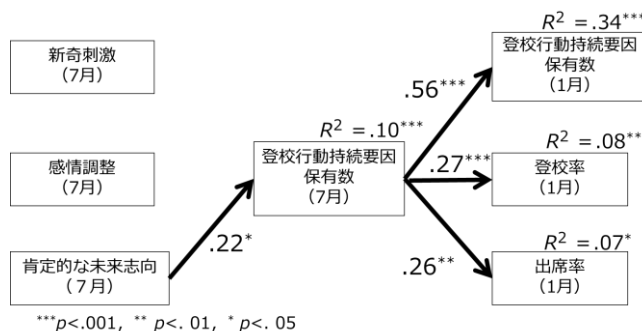 新奇刺激
（7月）
感情調整
（7月）
肯定的な未来志向
（７月）
.22*
R² =.10***
登校行動持続要因
保有数
（7月）
.56***
.27***
.26**
R² =.34***
登校行動持続要因
保有数
（1月）
R² =.08**
登校率
（1月）
R² =.07*
出席率
（1月）
***p<.001, ** p<. 01, * p<. 05